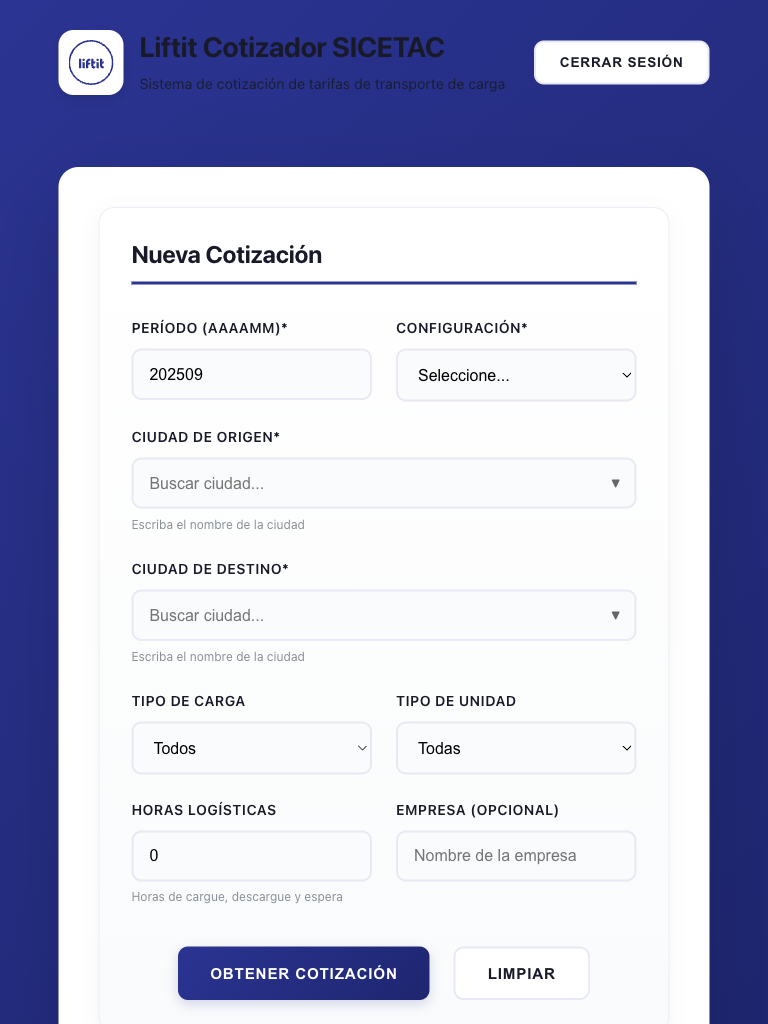 liftit
Liftit Cotizador SICETAC
Sistema de cotización de tarifas de transporte de carga
CERRAR SESIÓN
Nueva Cotización
PERÍODO (AAAAMM)*
CONFIGURACIÓN*
202509
Seleccione...
CIUDAD DE ORIGEN*
Buscar ciudad...
Escriba el nombre de la ciudad
CIUDAD DE DESTINO*
Buscar ciudad...
Escriba el nombre de la ciudad
TIPO DE CARGA
TIPO DE UNIDAD
Todos
Todas
HORAS LOGÍSTICAS
EMPRESA (OPCIONAL)
0
Nombre de la empresa
Horas de cargue, descargue y espera
OBTENER COTIZACIÓN
LIMPIAR